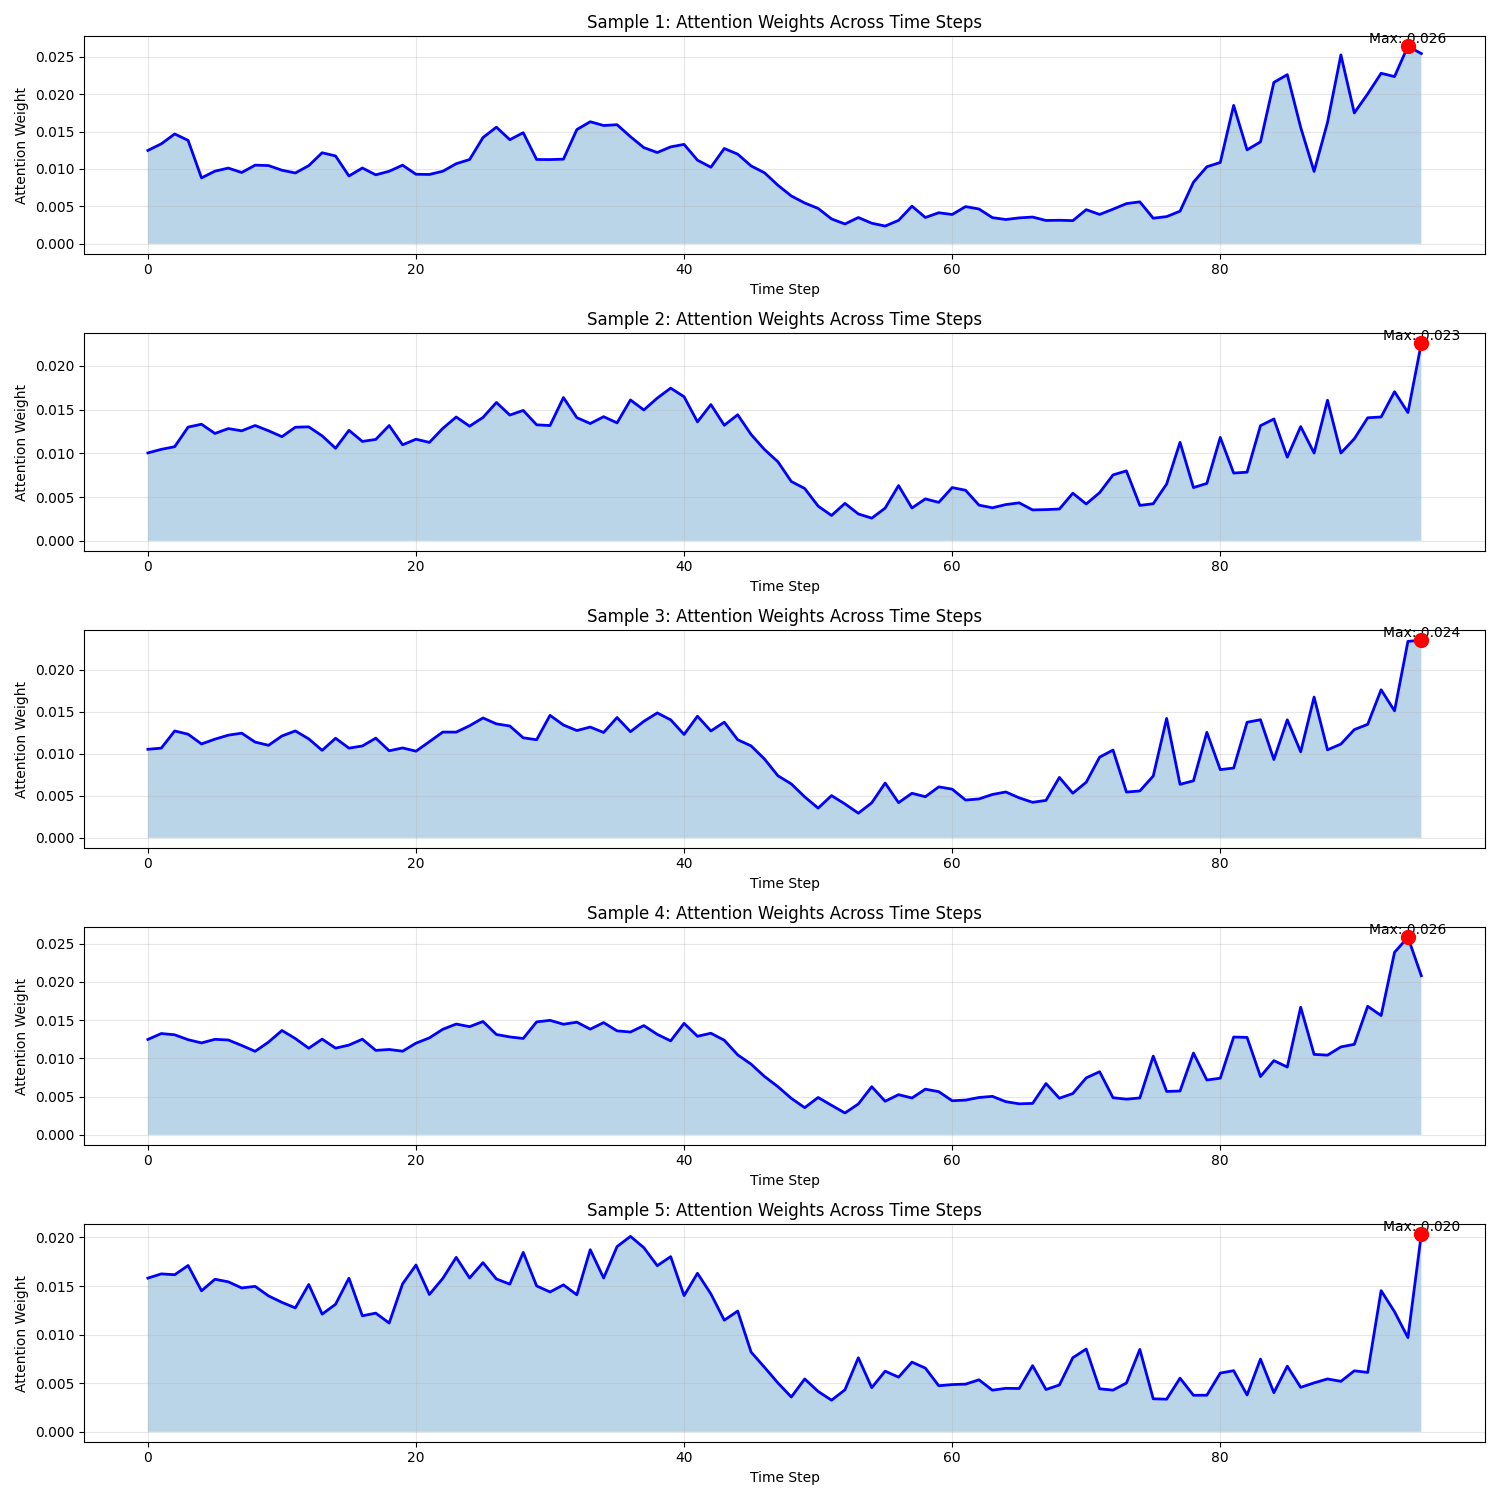 Sample 1: Attention Weights Across Time Steps
Max: 0.026
Attention Weight
0.025
0.020
0.015
0.010
0.005
0.000
0 20 40 60 80
Time Step
Sample 2: Attention Weights Across Time Steps
Max: 0.023
Attention Weight
0.020
0.015
0.010
0.005
0.000
0 20 40 60 80
Time Step
Sample 3: Attention Weights Across Time Steps
Max: 0.024
Attention Weight
0.020
0.015
0.010
0.005
0.000
0 20 40 60 80
Time Step
Sample 4: Attention Weights Across Time Steps
Max: 0.026
Attention Weight
0.025
0.020
0.015
0.010
0.005
0.000
0 20 40 60 80
Time Step
Sample 5: Attention Weights Across Time Steps
Max: 0.020
Attention Weight
0.020
0.015
0.010
0.005
0.000
0 20 40 60 80
Time Step